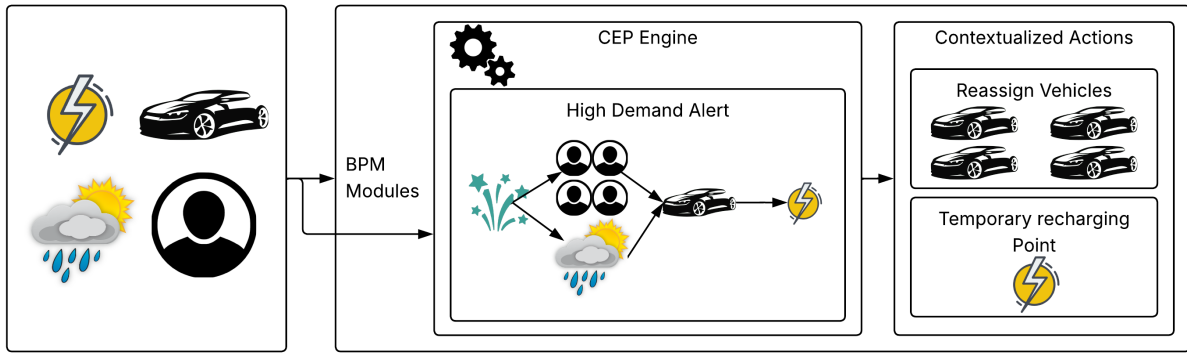 BPM
Modules
CEP Engine
High Demand Alert
Contextualized Actions
Reassign Vehicles
Temporary recharging
Point